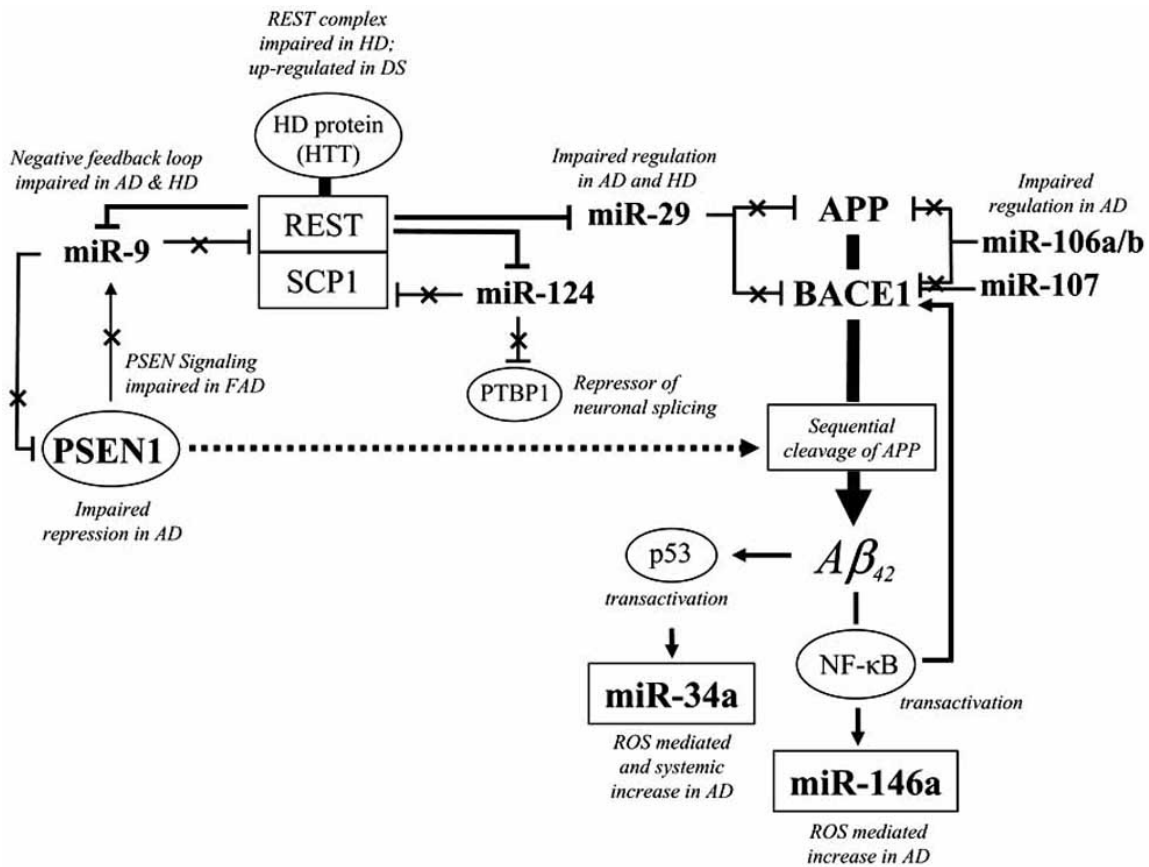 REST complex
impaired in HD;
up-regulated in DS
HD protein
(HTT)
Negative feedback loop
impaired in AD & HD
Impaired regulation
in AD and HD
Impaired
regulation in AD
REST
SCP1
miR-9
miR-29
APP
miR-106a/b
miR-124
BACE1
miR-107
PSEN Signaling
impaired in FAD
PTBP1
Repressor of
neuronal splicing
PSEN1
Sequential
cleavage of APP
Impaired
repression in AD
p53
Aβ42
transactivation
NF-κB
miR-34a
transactivation
ROS mediated
and systemic
increase in AD
miR-146a
ROS mediated
increase in AD